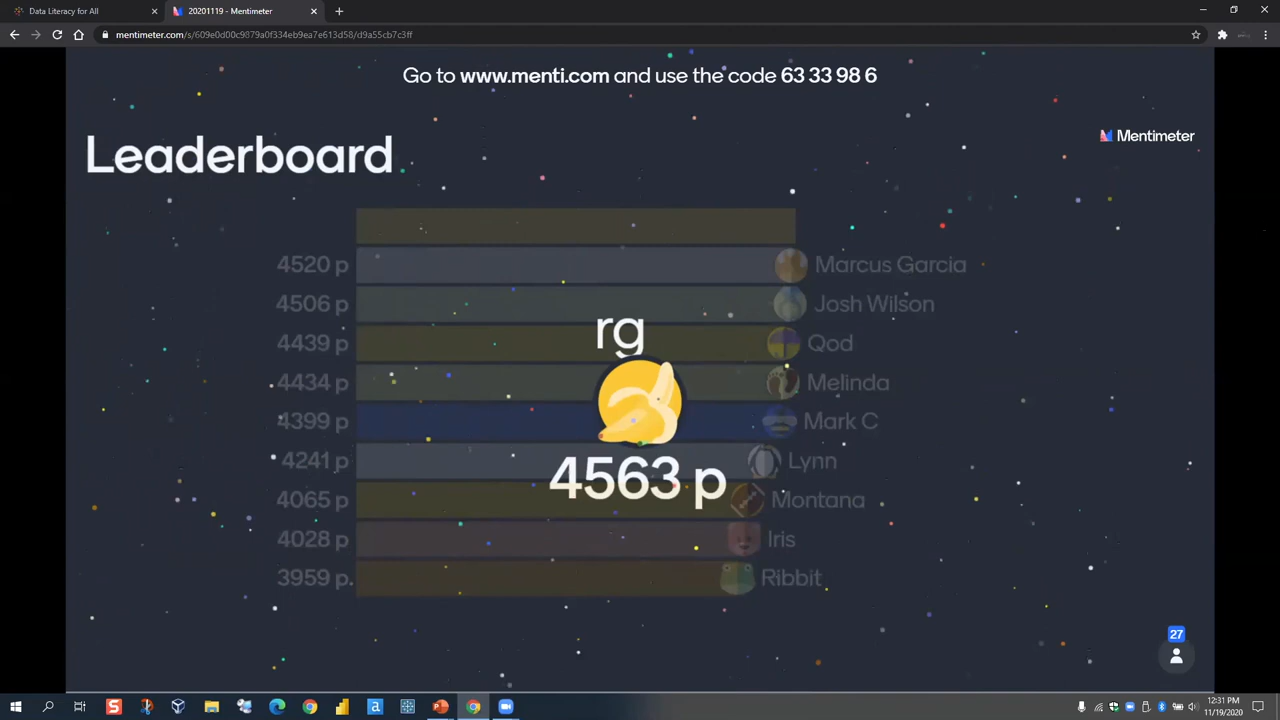 Data Literacy for All
20201119 - Mentimeter
mentimeter.com/s/609e0d00c9879a0f334eb9ea7e613d58/d9a55cb7c3ff
Go to www.menti.com and use the code 63 33 98 6
Leaderboard
Mentimeter
4520 p Marcus Garcia
4506 p Josh Wilson
rg
4439 p Qod
4434 p Melinda
4399 p Mark C
4241 p Lynn
4563 p
4065 p Montana
4028 p Iris
3959 p Ribbit
27
12:31 PM
11/19/2020